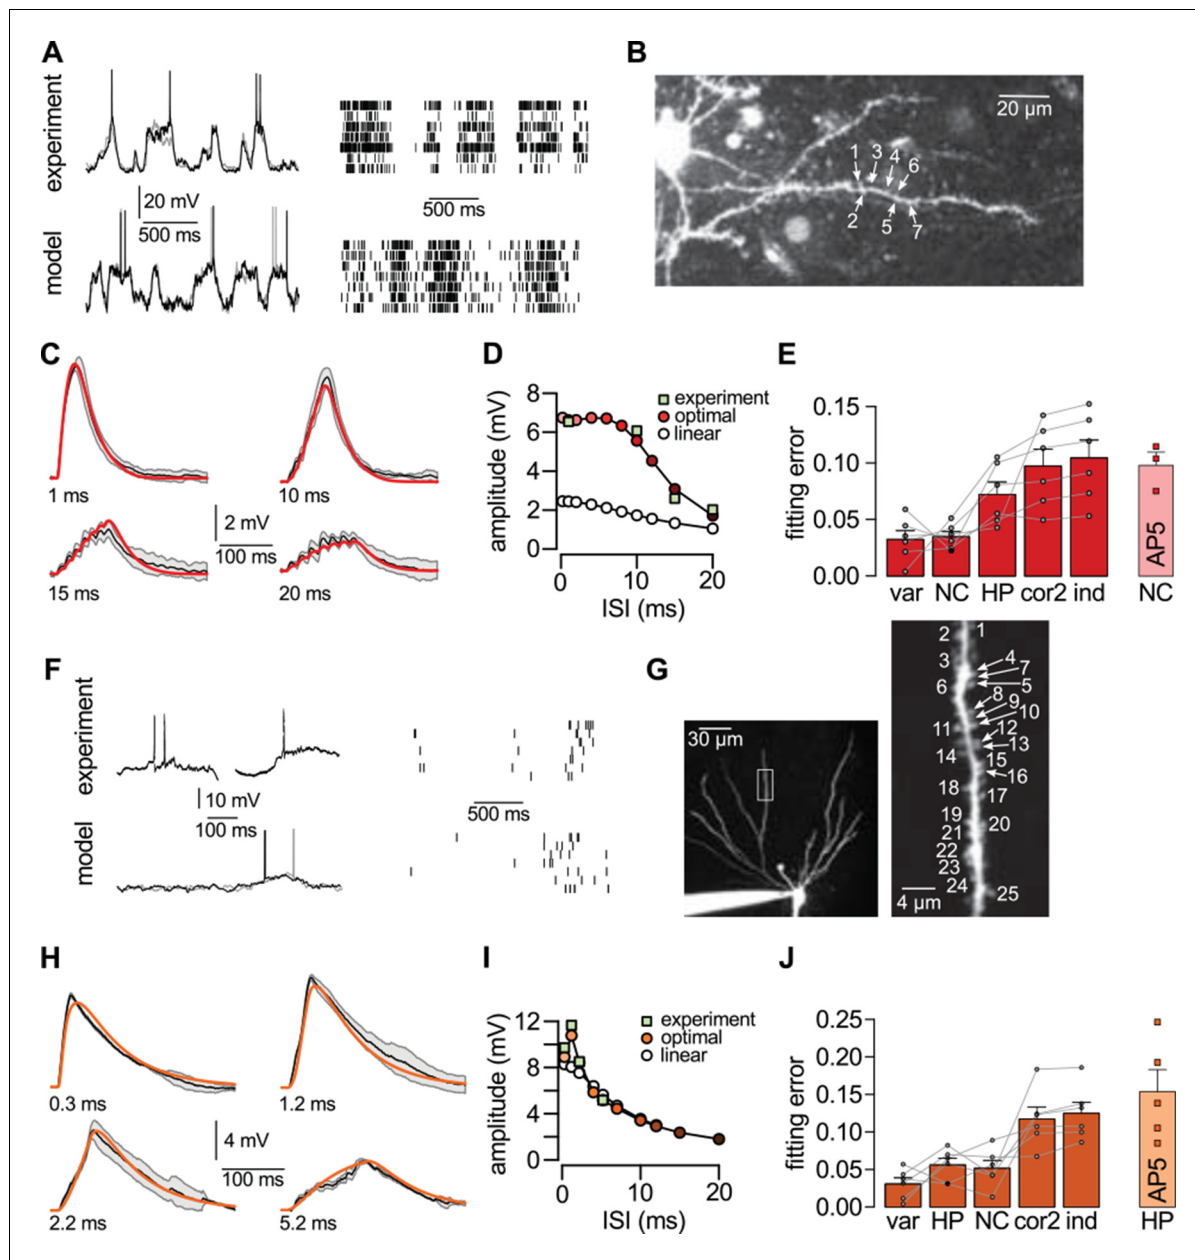 A
experiment
20 mV
500 ms
model
500 ms
B
20 µm
1 3 4 6
2 5 7
C
1 ms
10 ms
2 mV
100 ms
15 ms
20 ms
D
amplitude (mV)
8
6
4
2
0
experiment
optimal
linear
0 10 20
ISI (ms)
E
fitting error
0.15
0.10
0.05
0.00
var NC HP cor2 ind
AP5
NC
F
experiment
10 mV
100 ms
model
500 ms
G
30 µm
2 1
3 4
7
6 5
8
9
11 10
12
13
14 15
16
18 17
19 20
21
22
23
24 25
4 µm
H
0.3 ms
1.2 ms
4 mV
100 ms
2.2 ms
5.2 ms
I
amplitude (mV)
12
8
4
0
experiment
optimal
linear
0 10 20
ISI (ms)
J
fitting error
0.25
0.20
0.15
0.10
0.05
0.00
var HP NC cor2 ind
AP5
HP